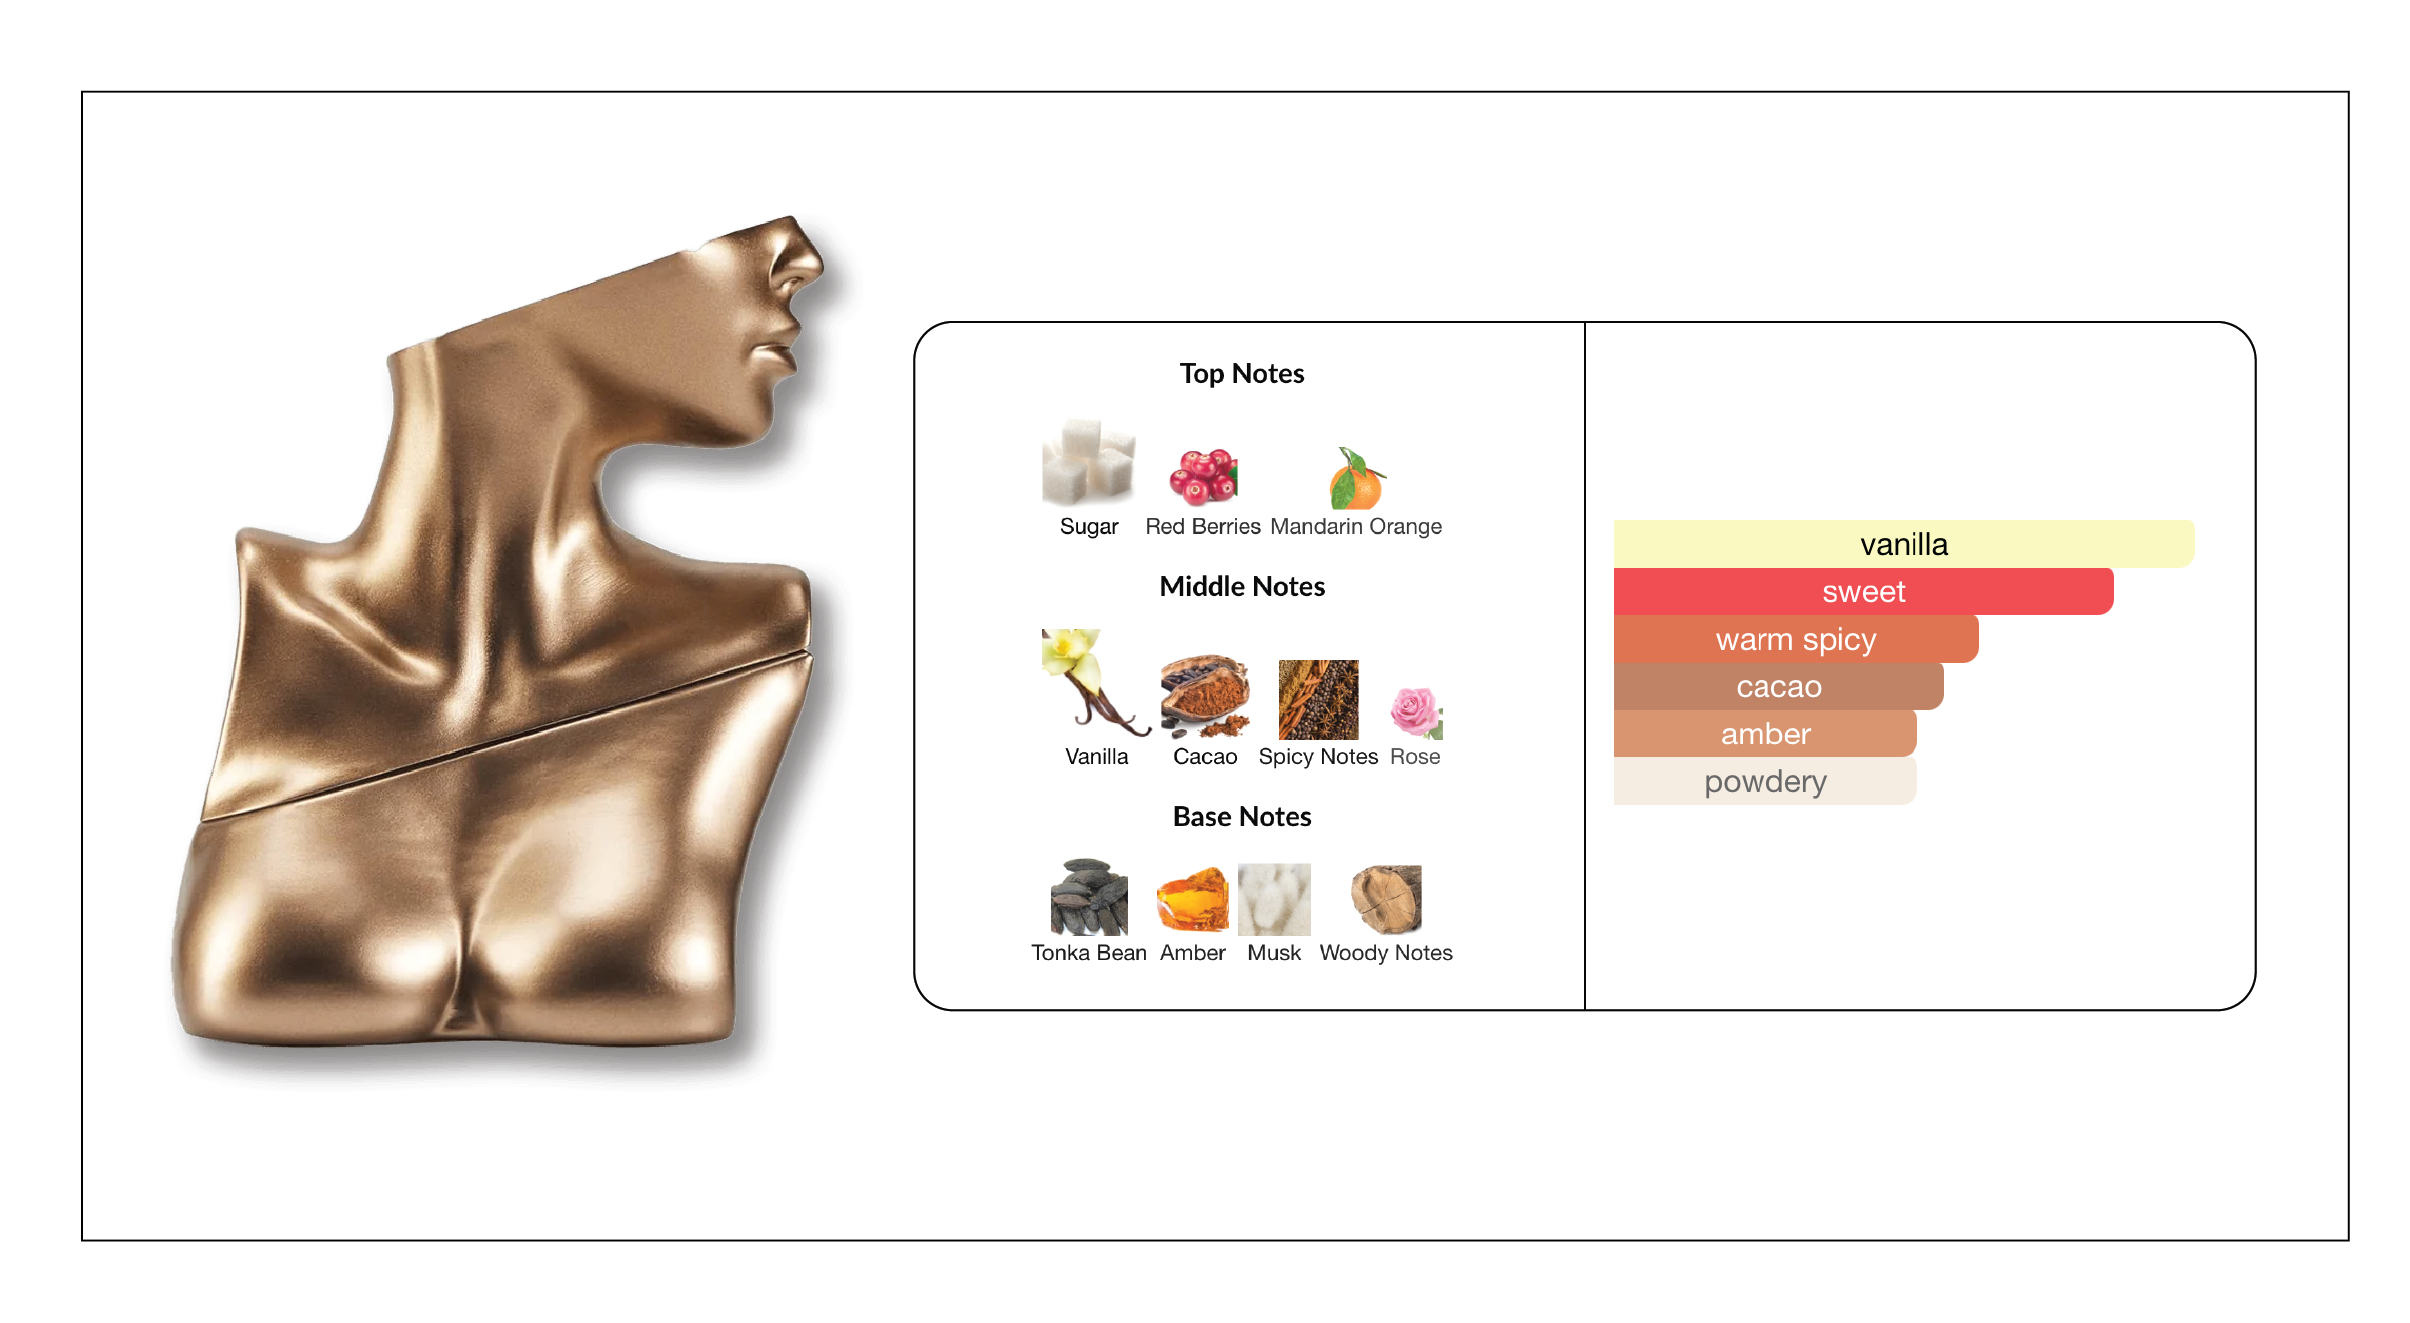 Top Notes
Sugar Red Berries Mandarin Orange
Middle Notes
Vanilla Cacao Spicy Notes Rose
Base Notes
Tonka Bean Amber Musk Woody Notes
vanilla
sweet
warm spicy
cacao
amber
powdery